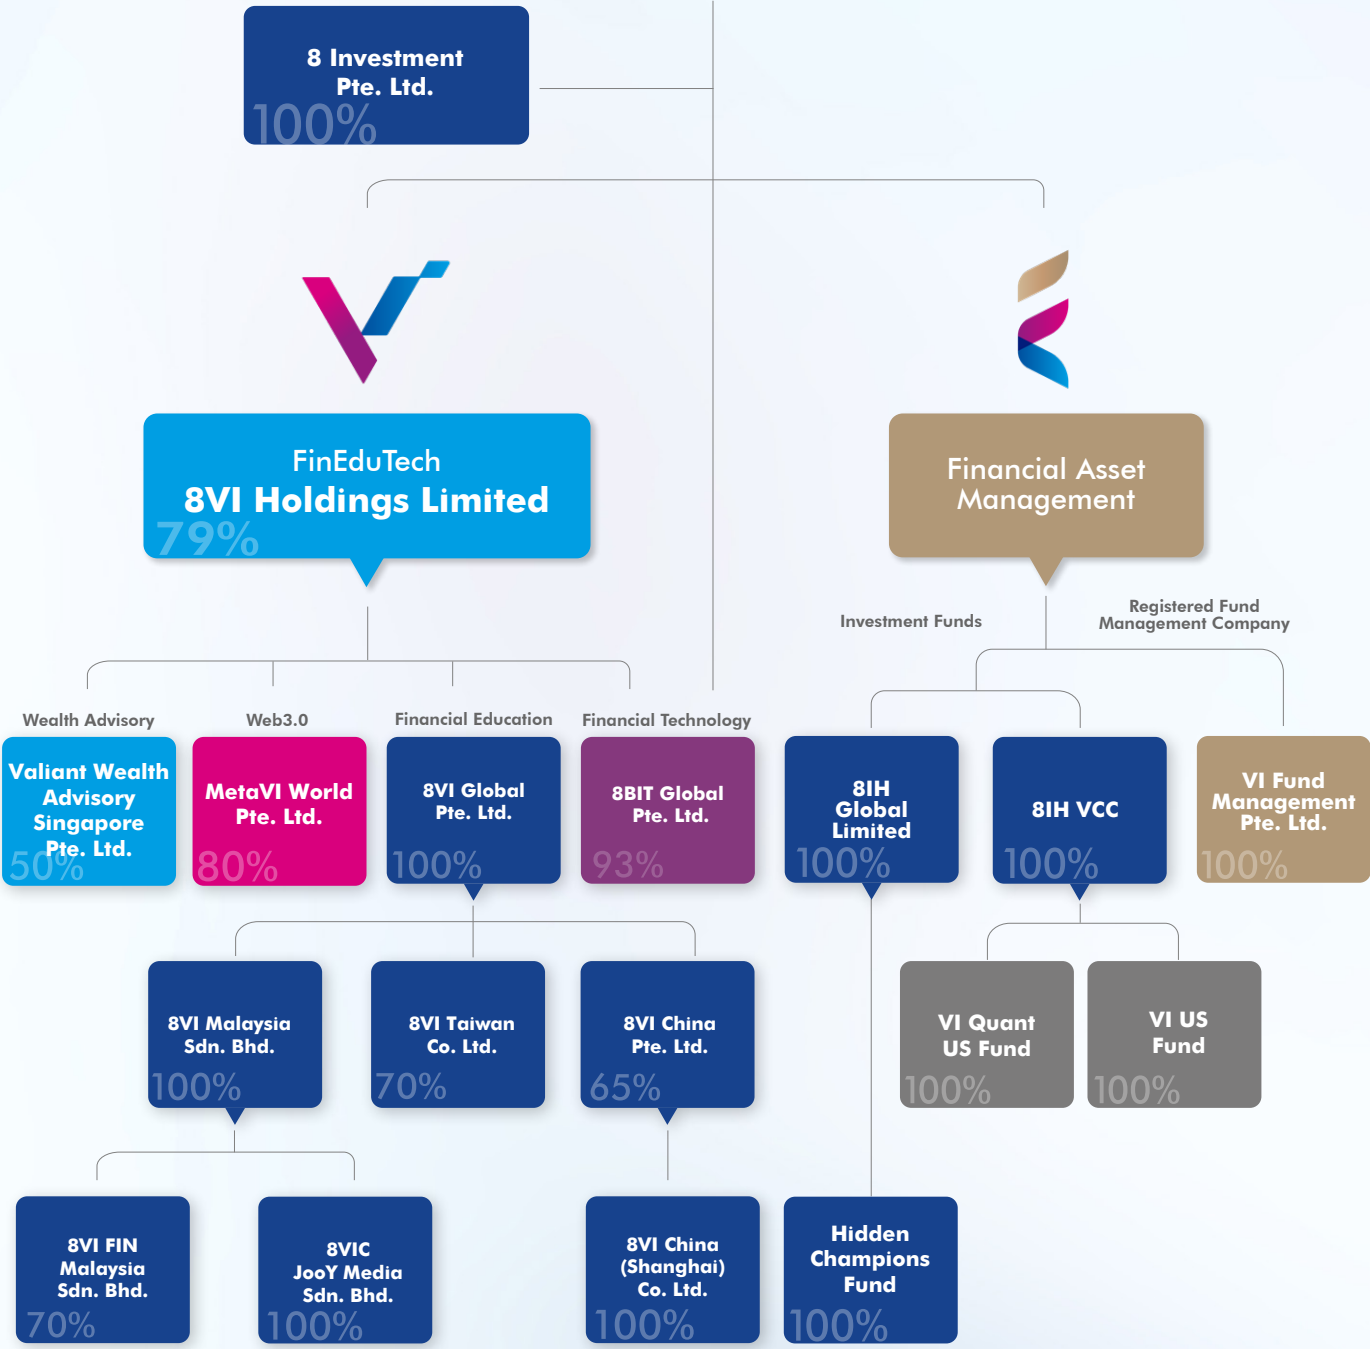 8 Investment
Pte. Ltd.
100%
FinEduTech
8VI Holdings Limited
79%
Financial Asset
Management
Investment Funds
Registered Fund
Management Company
Wealth Advisory
Web3.0
Financial Education
Financial Technology
Valiant Wealth
Advisory
Singapore
Pte. Ltd.
50%
MetaVI World
Pte. Ltd.
80%
8VI Global
Pte. Ltd.
100%
8BIT Global
Pte. Ltd.
93%
8IH
Global
Limited
100%
8IH VCC
100%
VI Fund
Management
Pte. Ltd.
100%
8VI Malaysia
Sdn. Bhd.
100%
8VI Taiwan
Co. Ltd.
70%
8VI China
Pte. Ltd.
65%
VI Quant
US Fund
100%
VI US
Fund
100%
8VI FIN
Malaysia
Sdn. Bhd.
70%
8VIC
JooY Media
Sdn. Bhd.
100%
8VI China
(Shanghai)
Co. Ltd.
100%
Hidden
Champions
Fund
100%